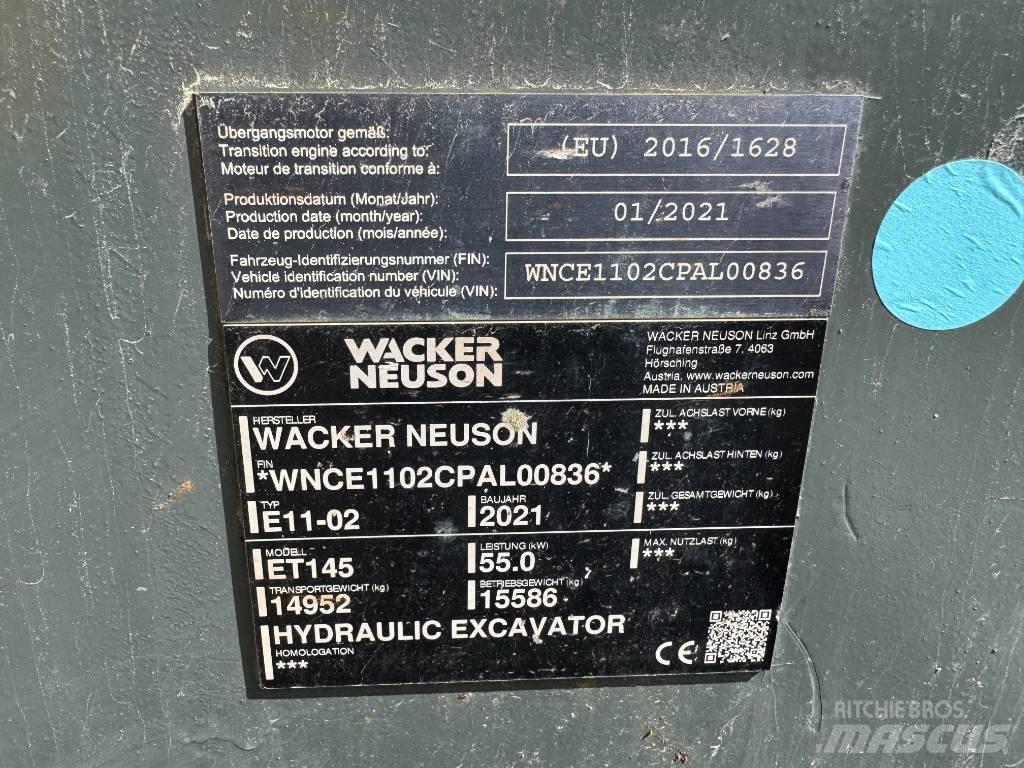 Übergangsmotor gemäß:
Transition engine according to:
Moteur de transition conforme à:
(EU) 2016/1628
Produktionsdatum (Monat/Jahr):
Production date (month/year):
Date de production (mois/année):
01/2021
Fahrzeug-Identifizierungsnummer (FIN):
Vehicle identification number (VIN):
Numéro d'identification du véhicule (VIN):
WNCE1102CPAL00836
W
WACKER
NEUSON
WACKER NEUSON Linz GmbH
Flughafenstraße 7, 4063
Hörsching
Austria, www.wackerneuson.com
MADE IN AUSTRIA
HERSTELLER
WACKER NEUSON
FIN
*WNCE1102CPAL00836*
TYP
E11-02
BAUJAHR
2021
ZUL. ACHSLAST VORNE (kg)
***
ZUL. ACHSLAST HINTEN (kg)
***
ZUL. GESAMTGEWICHT (kg)
***
MODELL
ET145
LEISTUNG (kW)
55.0
MAX. NUTZLAST (kg)
***
TRANSPORTGEWICHT (kg)
14952
BETRIEBSGEWICHT (kg)
15586
HYDRAULIC EXCAVATOR
HOMOLOGATION
***
CE
RITCHIE BROS.
MASCUS